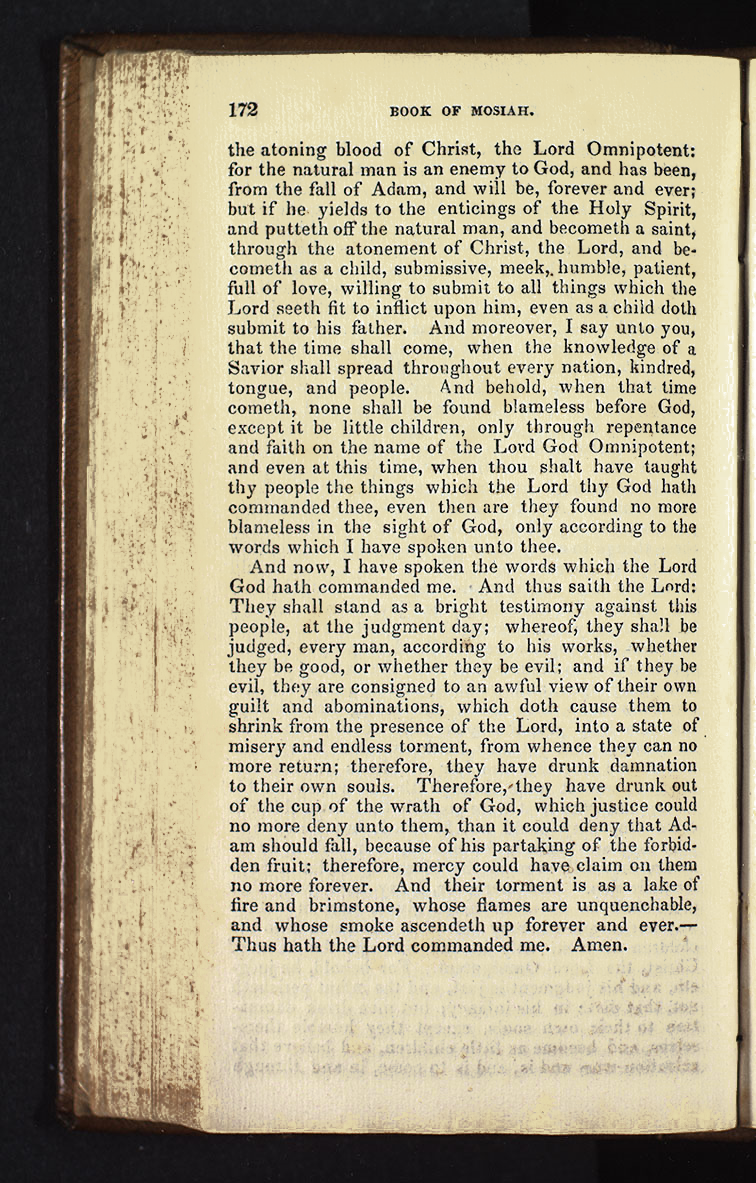 172 BOOK OF MOSIAH.
the atoning blood of Christ, the Lord Omnipotent:
for the natural man is an enemy to God, and has been,
from the fall of Adam, and will be, forever and ever;
but if he yields to the enticings of the Holy Spirit,
and putteth off the natural man, and becometh a saint,
through the atonement of Christ, the Lord, and be-
cometh as a child, submissive, meek, humble, patient,
full of love, willing to submit to all things which the
Lord seeth fit to inflict upon him, even as a child doth
submit to his father. And moreover, I say unto you,
that the time shall come, when the knowledge of a
Savior shall spread throughout every nation, kindred,
tongue, and people. And behold, when that time
cometh, none shall be found blameless before God,
except it be little children, only through repentance
and faith on the name of the Lord God Omnipotent;
and even at this time, when thou shalt have taught
thy people the things which the Lord thy God hath
commanded thee, even then are they found no more
blameless in the sight of God, only according to the
words which I have spoken unto thee.
And now, I have spoken the words which the Lord
God hath commanded me. And thus saith the Lord:
They shall stand as a bright testimony against this
people, at the judgment day; whereof, they shall be
judged, every man, according to his works, whether
they be good, or whether they be evil; and if they be
evil, they are consigned to an awful view of their own
guilt and abominations, which doth cause them to
shrink from the presence of the Lord, into a state of
misery and endless torment, from whence they can no
more return; therefore, they have drunk damnation
to their own souls. Therefore, they have drunk out
of the cup of the wrath of God, which justice could
no more deny unto them, than it could deny that Ad-
am should fall, because of his partaking of the forbid-
den fruit; therefore, mercy could have claim on them
no more forever. And their torment is as a lake of
fire and brimstone, whose flames are unquenchable,
and whose smoke ascendeth up forever and ever.—
Thus hath the Lord commanded me. Amen.